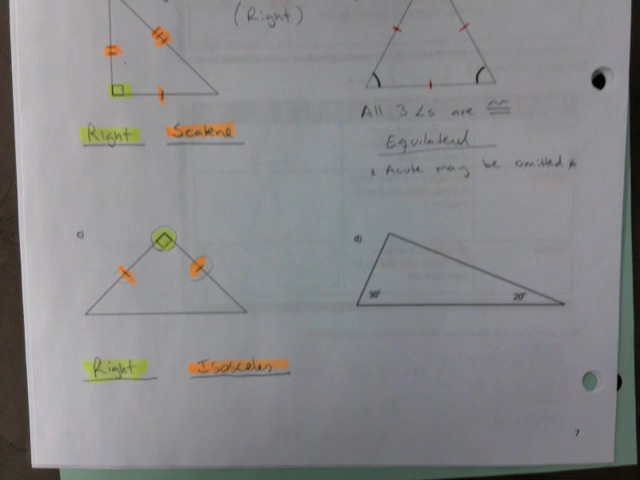 (Right)
Right Scalene
All 3 ∠s are ≅
Equilateral
* Acute may be omitted *
c)
d)
30°
20°
Right Isosceles
7